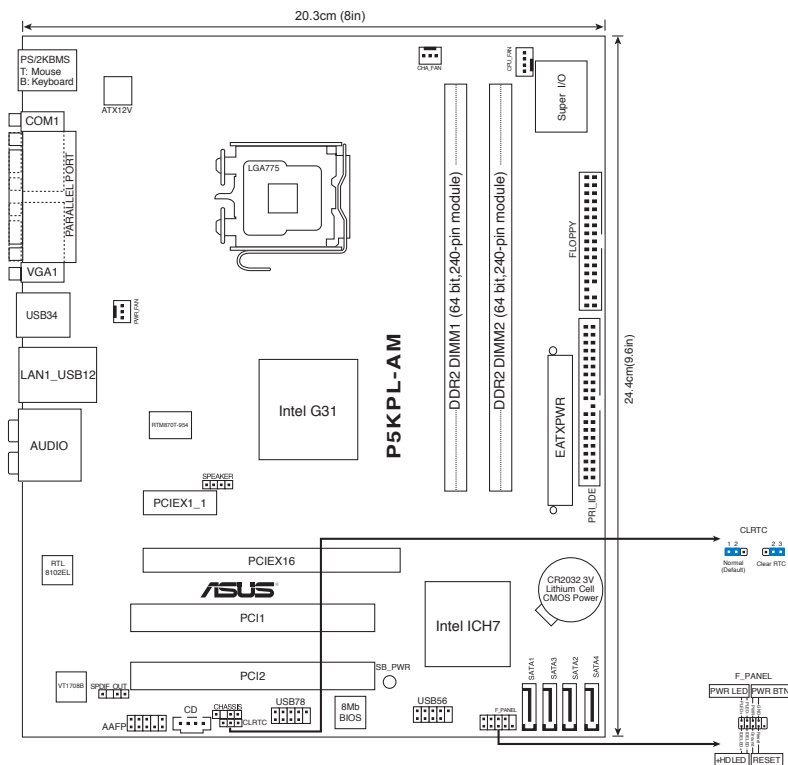 20.3cm (8in)
PS/2KBMS
T: Mouse
B: Keyboard
ATX12V
CHA_FAN
CPU_FAN
Super I/O
COM1
PARALLEL PORT
VGA1
LGA775
DDR2 DIMM1 (64 bit,240-pin module)
DDR2 DIMM2 (64 bit,240-pin module)
FLOPPY
24.4cm(9.6in)
USB34
PWR_FAN
LAN1_USB12
Intel G31
P5KPL-AM
EATXPWR
PRI_IDE
AUDIO
RTM870T-954
SPEAKER
PCIEX1_1
CLRTC
1 2
2 3
Normal
(Default)
Clear RTC
RTL
8102EL
PCIEX16
ASUS
CR2032 3V
Lithium Cell
CMOS Power
PCI1
Intel ICH7
PCI2
SB_PWR
SATA1
SATA3
SATA2
SATA4
VT1708B
SPDIF_OUT
AAFP
CD
CHASSIS
CLRTC
USB78
8Mb
BIOS
USB56
F_PANEL
F_PANEL
PWR LED
PWR BTN
+HDLED
RESET